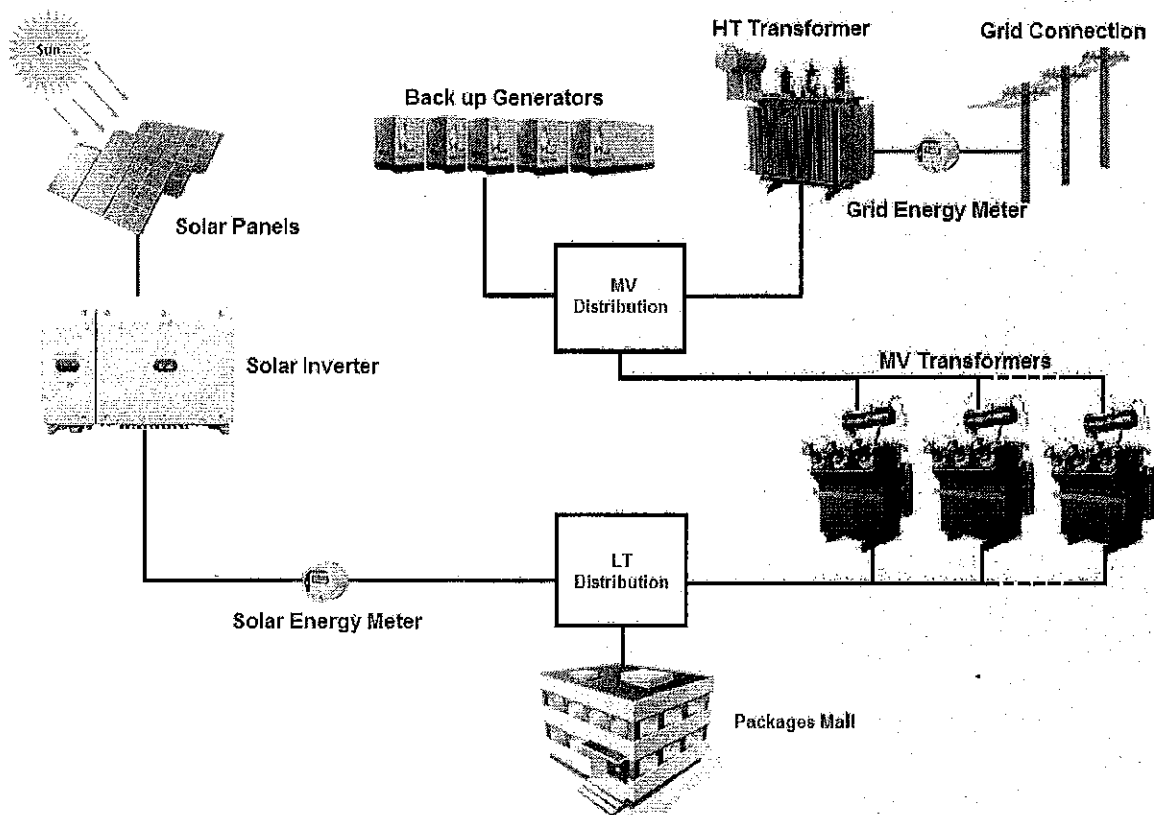 Sun
HT Transformer
Grid Connection
Back up Generators
Solar Panels
Grid Energy Meter
MV
Distribution
Solar Inverter
MV Transformers
LT
Distribution
Solar Energy Meter
Packages Mall